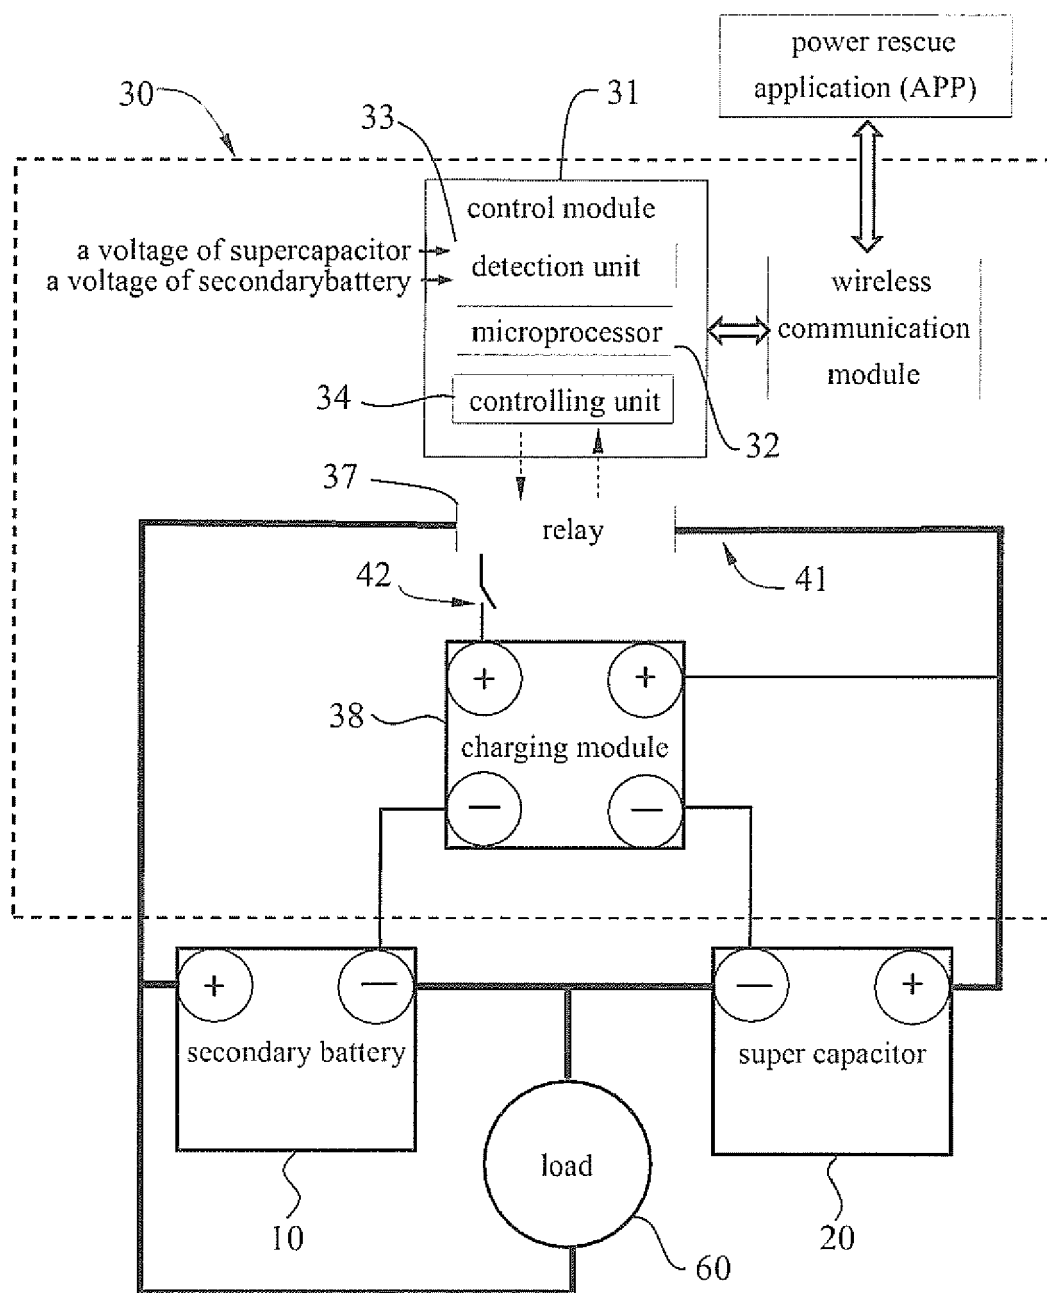 power rescue
application (APP)
30
33
31
control module
a voltage of supercapacitor
a voltage of secondarybattery
detection unit
wireless
communication
module
microprocessor
34
controlling unit
32
37
relay
42
41
+
+
38
charging module
—
—
+
—
—
+
secondary battery
super capacitor
load
10
20
60